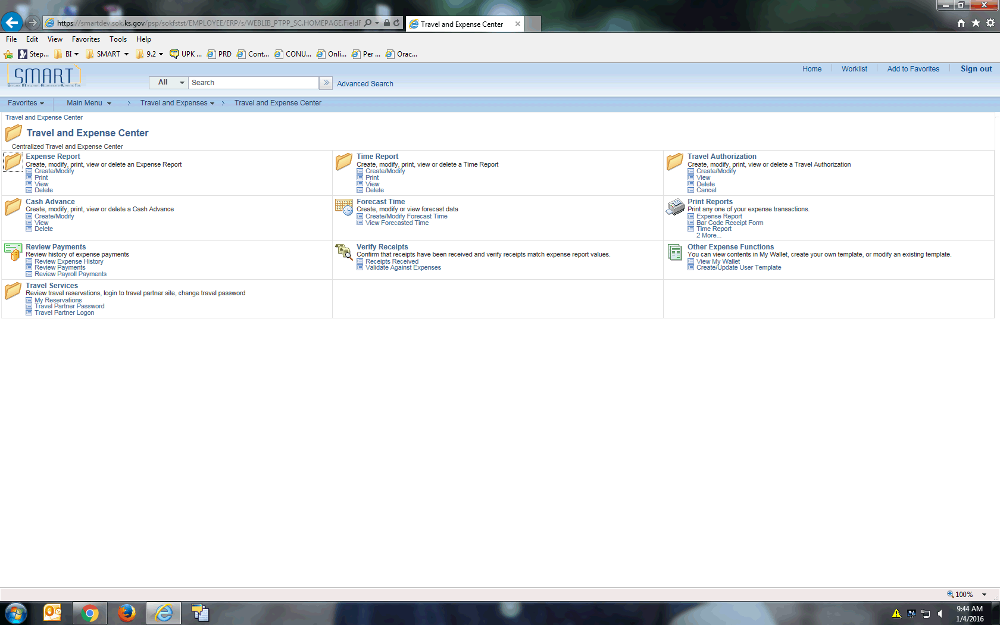 https://smartdev.sok.ks.gov/psp/sokfstst/EMPLOYEE/ERP/s/WEBLIB_PTPP_SC.HOMEPAGE.FieldF
Travel and Expense Center
File Edit View Favorites Tools Help
Step... BI SMART 9.2 UPK ... PRD Cont... CONU... Onli... Per ... Orac...
SMART
Home Worklist Add to Favorites Sign out
All Search Advanced Search
Favorites Main Menu > Travel and Expenses > Travel and Expense Center
Travel and Expense Center
Travel and Expense Center
Centralized Travel and Expense Center
Expense Report
Create, modify, print, view or delete an Expense Report
Create/Modify
Print
View
Delete
Time Report
Create, modify, print, view or delete a Time Report
Create/Modify
Print
View
Delete
Travel Authorization
Create, modify, print, view or delete a Travel Authorization
Create/Modify
View
Delete
Cancel
Cash Advance
Create, modify, print, view or delete a Cash Advance
Create/Modify
View
Delete
Forecast Time
Create, modify or view forecast data
Create/Modify Forecast Time
View Forecasted Time
Print Reports
Print any one of your expense transactions.
Expense Report
Bar Code Receipt Form
Time Report
2 More...
Review Payments
Review history of expense payments
Review Expense History
Review Payments
Review Payroll Payments
Verify Receipts
Confirm that receipts have been received and verify receipts match expense report values.
Receipts Received
Validate Against Expenses
Other Expense Functions
You can view contents in My Wallet, create your own template, or modify an existing template.
View My Wallet
Create/Update User Template
Travel Services
Review travel reservations, login to travel partner site, change travel password
My Reservations
Travel Partner Password
Travel Partner Logon
100%
9:44 AM
1/4/2016